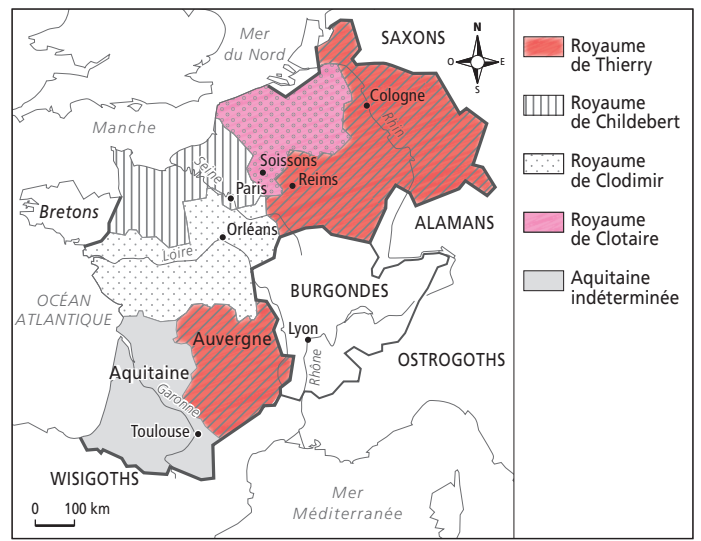 Mer
du Nord
SAXONS
N
O
E
S
Cologne
Rhin
Manche
Soissons
Seine
Reims
Paris
Bretons
ALAMANS
Orléans
Loire
BURGONDES
OCÉAN
ATLANTIQUE
Lyon
Auvergne
Rhône
OSTROGOTHS
Aquitaine
Garonne
Toulouse
WISIGOTHS
Mer
Méditerranée
0 100 km
Royaume
de Thierry
Royaume
de Childebert
Royaume
de Clodimir
Royaume
de Clotaire
Aquitaine
indéterminée